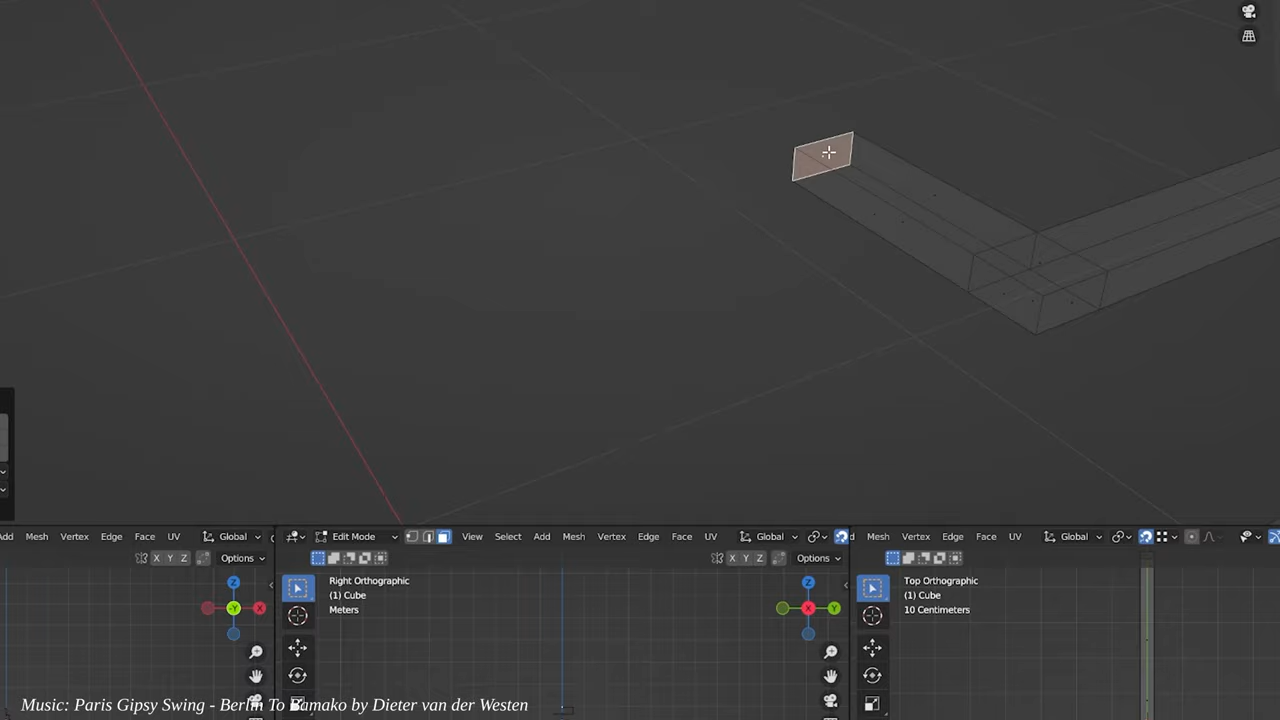 Add Mesh Vertex Edge Face UV Global
Edit Mode View Select Add Mesh Vertex Edge Face UV Global
Mesh Vertex Edge Face UV Global
X Y Z Options
X Y Z Options
Right Orthographic
(1) Cube
Meters
Top Orthographic
(1) Cube
10 Centimeters
Z
-Y X
Z
X Y
Music: Paris Gipsy Swing - Berlin To Bamako by Dieter van der Westen